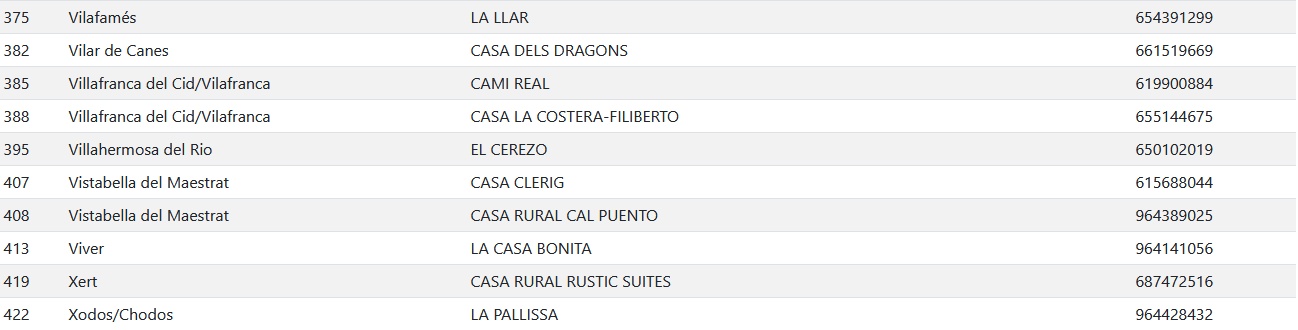 375 Vilafamés LA LLAR 654391299
382 Vilar de Canes CASA DELS DRAGONS 661519669
385 Villafranca del Cid/Vilafranca CAMI REAL 619900884
388 Villafranca del Cid/Vilafranca CASA LA COSTERA-FILIBERTO 655144675
395 Villahermosa del Rio EL CEREZO 650102019
407 Vistabella del Maestrat CASA CLERIG 615688044
408 Vistabella del Maestrat CASA RURAL CAL PUENTO 964389025
413 Viver LA CASA BONITA 964141056
419 Xert CASA RURAL RUSTIC SUITES 687472516
422 Xodos/Chodos LA PALLISSA 964428432